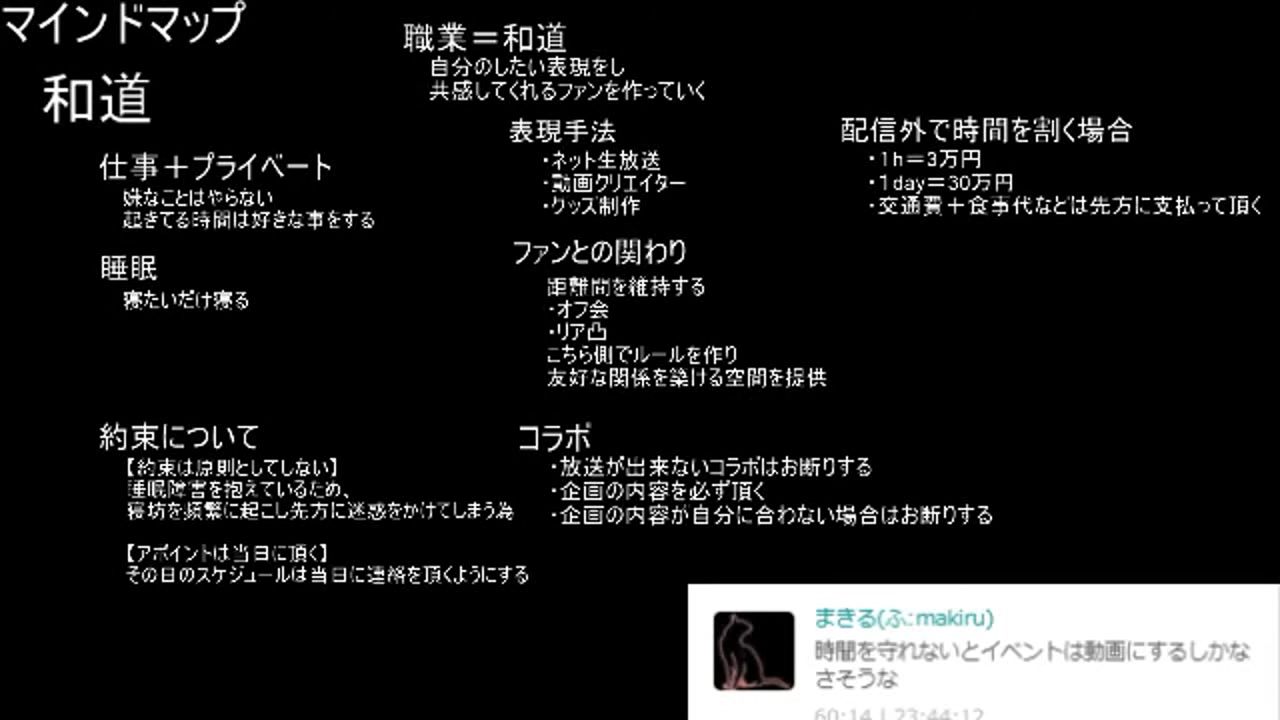 マインドマップ
和道
仕事＋プライベート
嫌なことはやらない
起きてる時間は好きな事をする
睡眠
寝たいだけ寝る
約束について
【約束は原則としてしない】
睡眠障害を抱えているため、
寝坊を頻繁に起こし先方に迷惑をかけてしまう為
【アポイントは当日に頂く】
その日のスケジュールは当日に連絡を頂くようにする
職業＝和道
自分のしたい表現をし
共感してくれるファンを作っていく
表現手法
・ネット生放送
・動画クリエイター
・グッズ制作
ファンとの関わり
距離間を維持する
・オフ会
・リア凸
こちら側でルールを作り
友好な関係を築ける空間を提供
コラボ
・放送が出来ないコラボはお断りする
・企画の内容を必ず頂く
・企画の内容が自分に合わない場合はお断りする
配信外で時間を割く場合
・1h＝3万円
・1day＝30万円
・交通費＋食事代などは先方に支払って頂く
まきる(ふ:makiru)
時間を守れないとイベントは動画にするしかな
さそうな
60:14 | 23:44:12